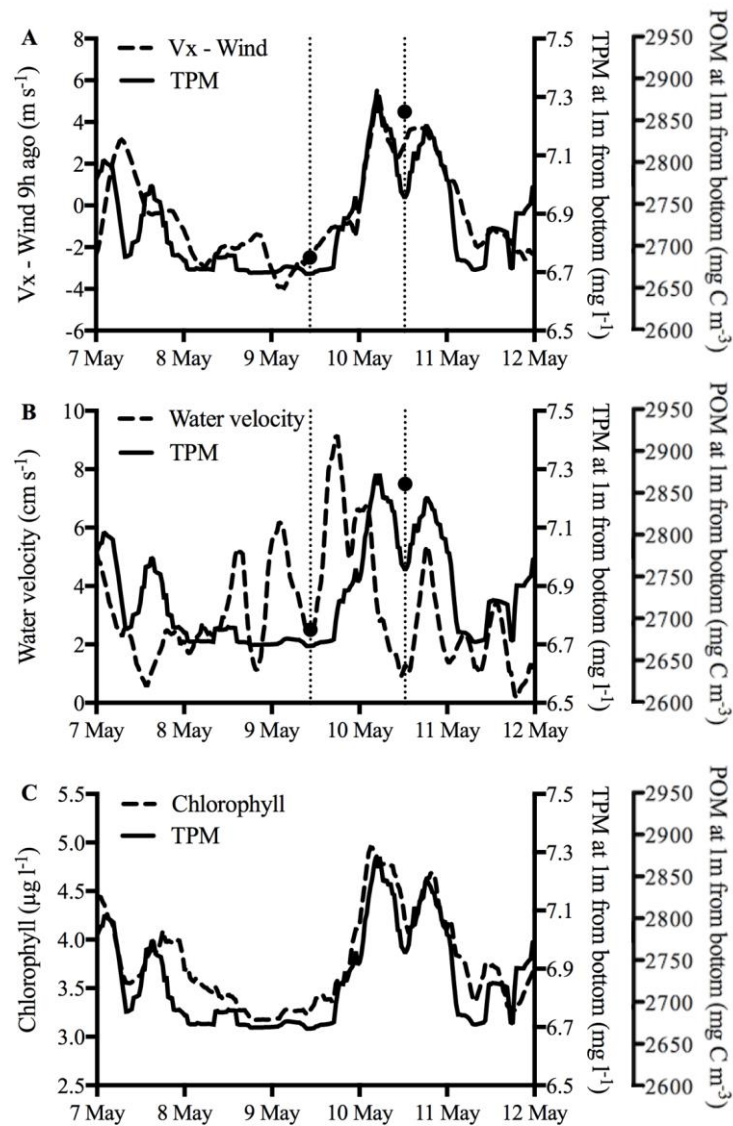 A
Vx - Wind
TPM
Vx - Wind 9h ago (m s-1)
8
6
4
2
0
-2
-4
-6
7 May
8 May
9 May
10 May
11 May
12 May
7.5
7.3
7.1
6.9
6.7
6.5
TPM at 1m from bottom (mg l-1)
2950
2900
2850
2800
2750
2700
2650
2600
POM at 1m from bottom (mg C m-3)
B
Water velocity
TPM
Water velocity (cm s-1)
10
8
6
4
2
0
7 May
8 May
9 May
10 May
11 May
12 May
7.5
7.3
7.1
6.9
6.7
6.5
TPM at 1m from bottom (mg l-1)
2950
2900
2850
2800
2750
2700
2650
2600
POM at 1m from bottom (mg C m-3)
C
Chlorophyll
TPM
Chlorophyll (µg l-1)
5.5
5.0
4.5
4.0
3.5
3.0
2.5
7 May
8 May
9 May
10 May
11 May
12 May
7.5
7.3
7.1
6.9
6.7
6.5
TPM at 1m from bottom (mg l-1)
2950
2900
2850
2800
2750
2700
2650
2600
POM at 1m from bottom (mg C m-3)